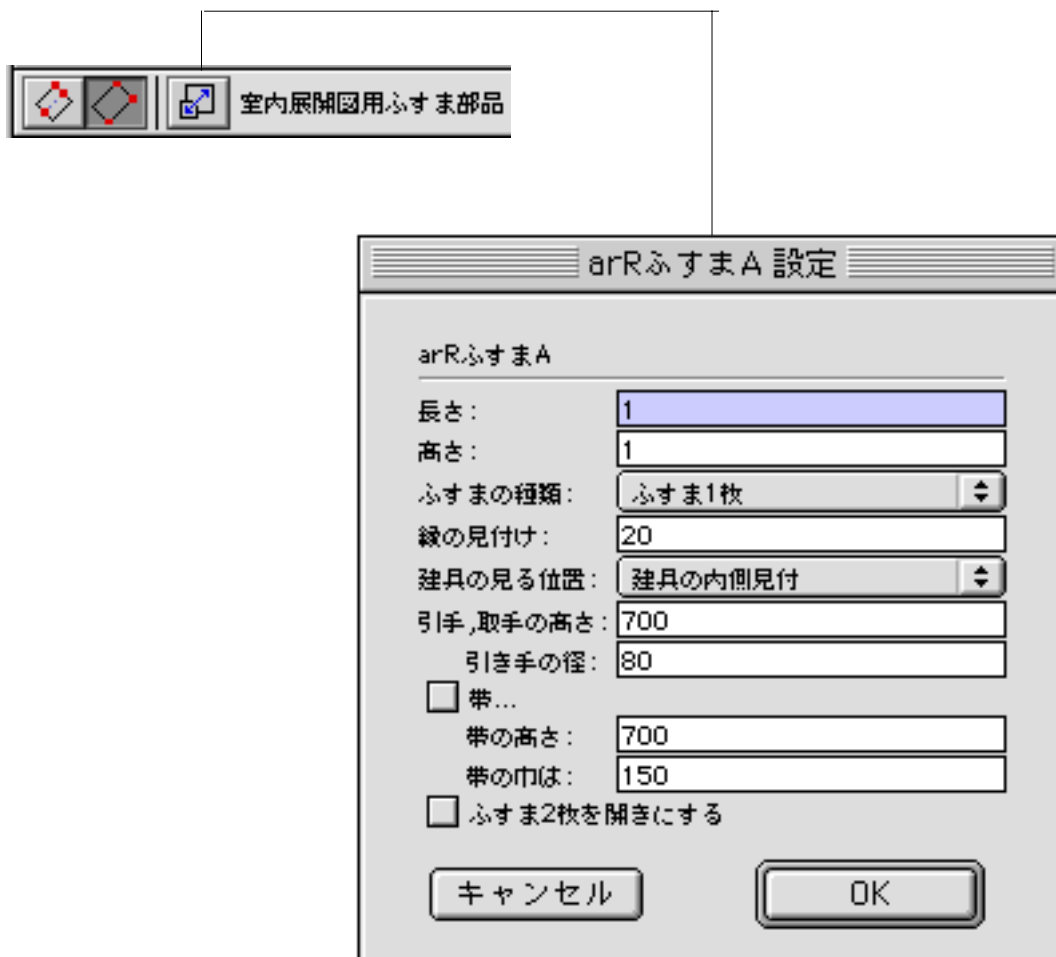 室内展開図用ふすま部品
arRふすまA 設定
arRふすまA
長さ: 1
高さ: 1
ふすまの種類: ふすま1枚
縁の見付け: 20
建具の見る位置: 建具の内側見付
引手,取手の高さ: 700
引き手の径: 80
帯...
帯の高さ: 700
帯の巾は: 150
ふすま2枚を開きにする
キャンセル OK